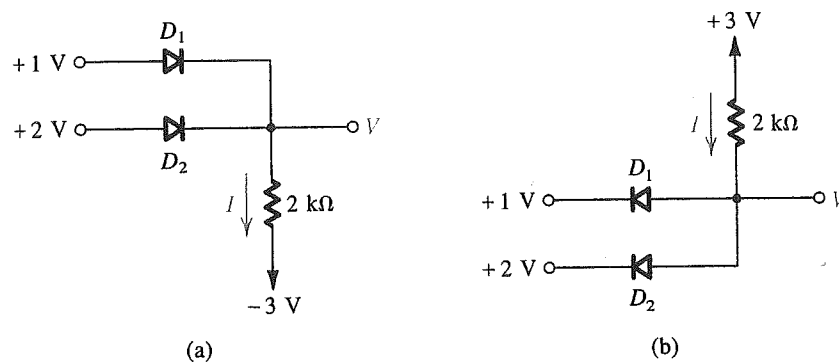 D1
+1 V
+2 V
V
D2
I
2 kΩ
−3 V
(a)
+3 V
I
2 kΩ
D1
+1 V
V
+2 V
D2
(b)